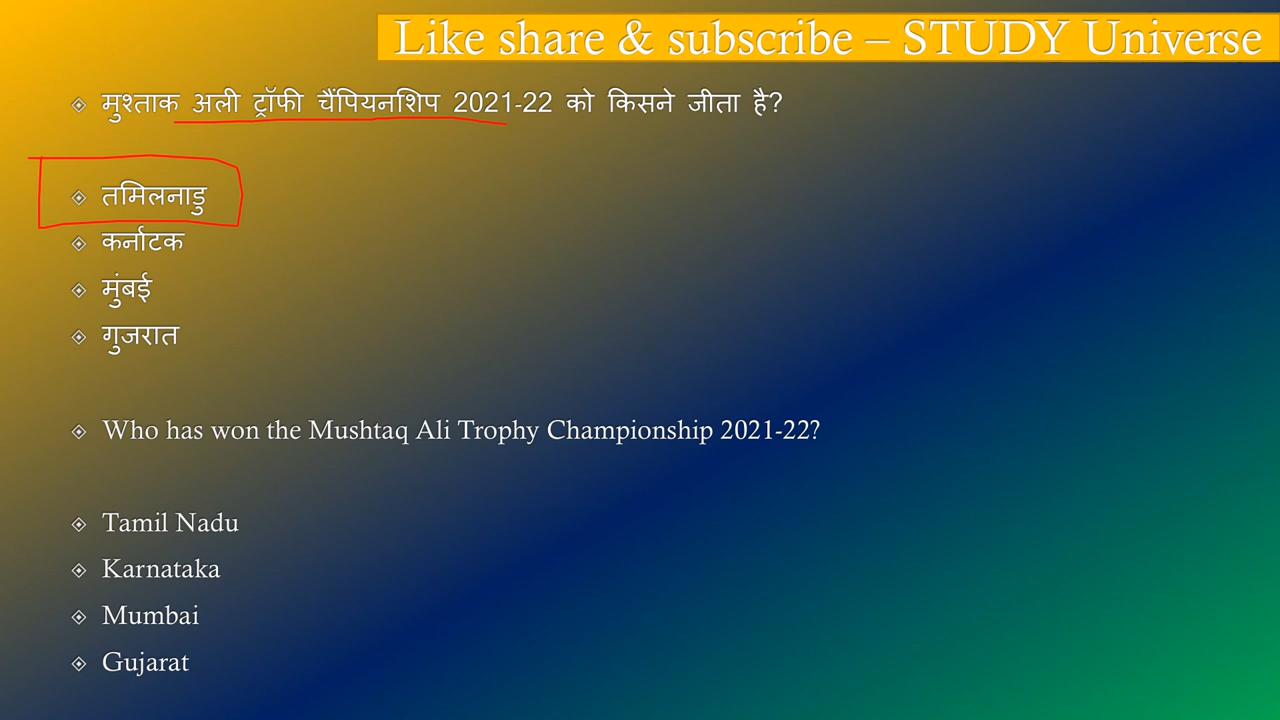 Like share & subscribe – STUDY Universe
मुश्ताक अली ट्रॉफी चैंपियनशिप 2021-22 को किसने जीता है?
तमिलनाडु
कर्नाटक
मुंबई
गुजरात
Who has won the Mushtaq Ali Trophy Championship 2021-22?
Tamil Nadu
Karnataka
Mumbai
Gujarat